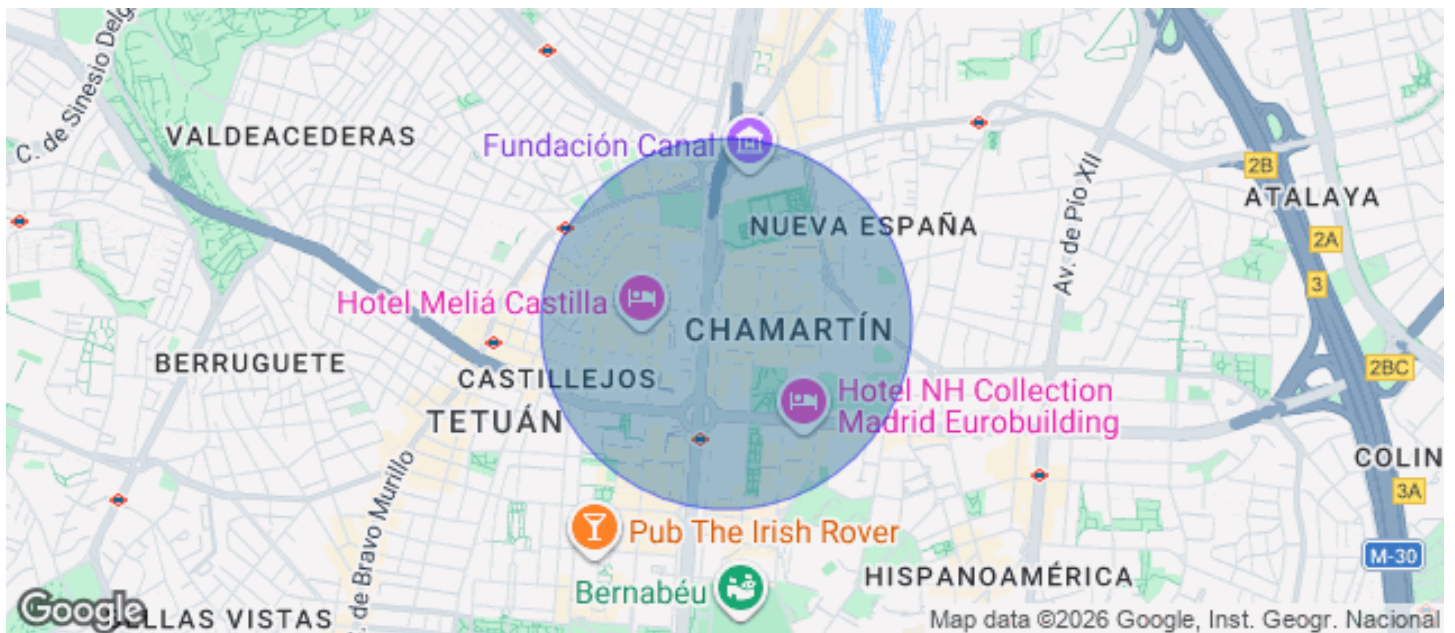 C. de Sinesio Delg
VALDEACEDERAS
Fundación Canal
NUEVA ESPAÑA
Av. de Pío XII
2B
ATALAYA
2A
3
Hotel Meliá Castilla
CHAMARTÍN
BERRUGUETE
CASTILLEJOS
TETUÁN
Hotel NH Collection
Madrid Eurobuilding
2BC
COLIN
3A
. de Bravo Murillo
Pub The Irish Rover
M-30
Bernabéu
HISPANOAMÉRICA
Google
ELLAS VISTAS
Map data ©2026 Google, Inst. Geogr. Nacional